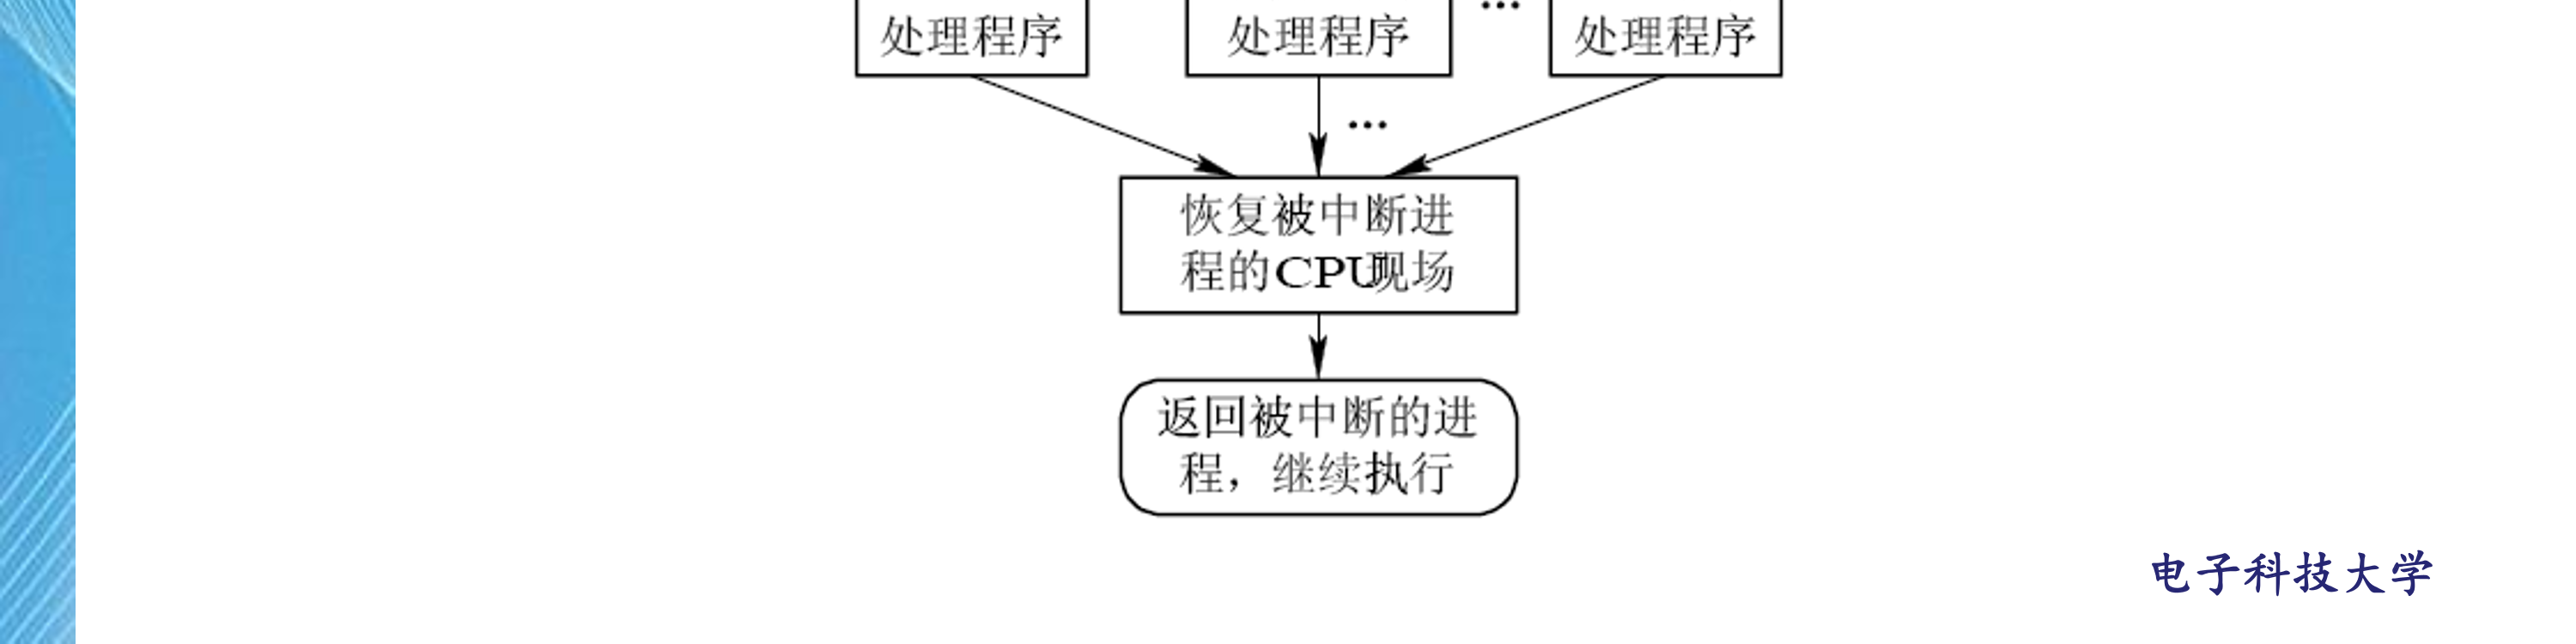 处理程序
处理程序
…
处理程序
…
恢复被中断进
程的CPU现场
返回被中断的进
程，继续执行
电子科技大学